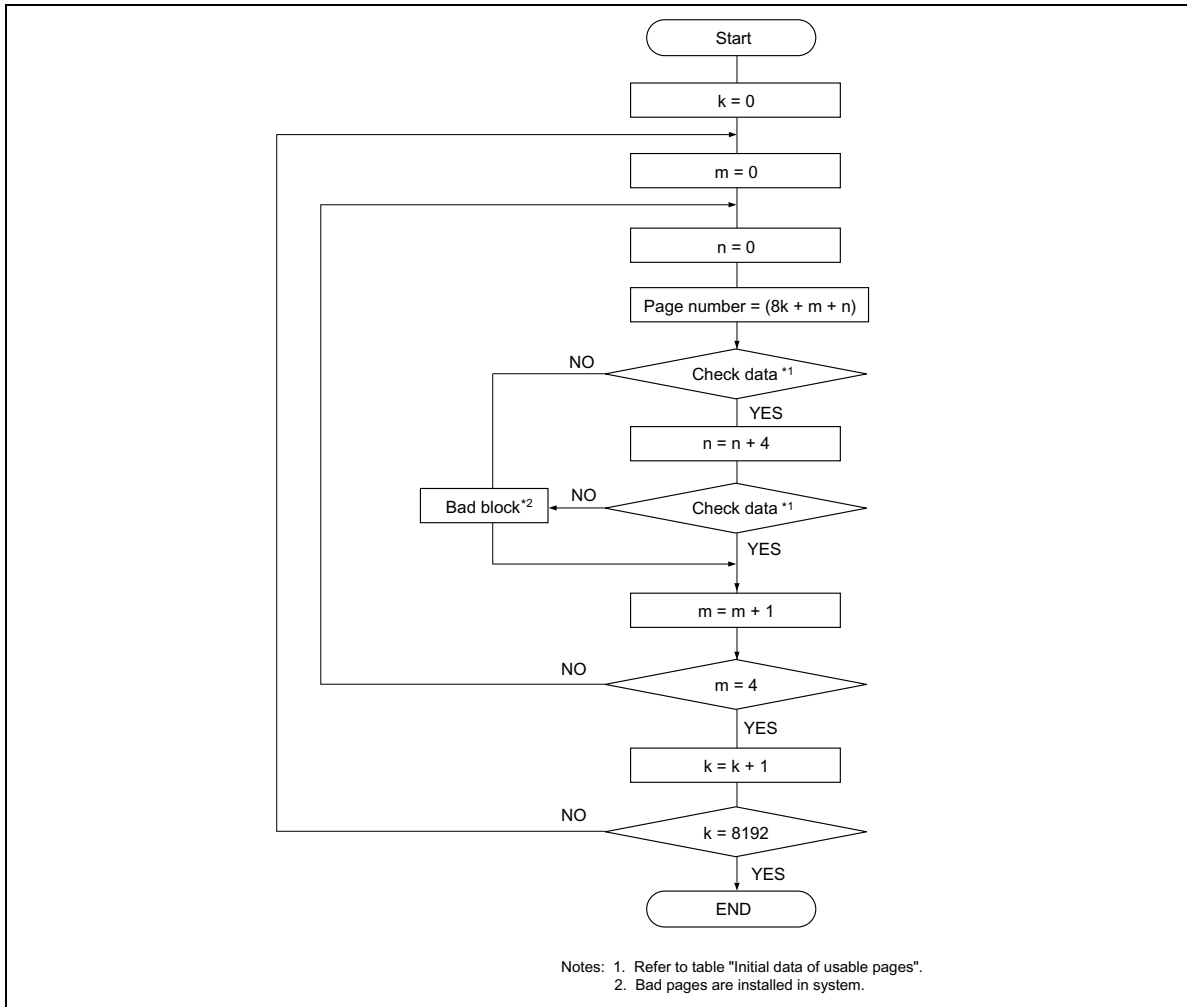 Start
k = 0
m = 0
n = 0
Page number = (8k + m + n)
NO
Check data *1
YES
n = n + 4
Bad block*2
NO
Check data *1
YES
m = m + 1
NO
m = 4
YES
k = k + 1
NO
k = 8192
YES
END
Notes: 1. Refer to table "Initial data of usable pages".
2. Bad pages are installed in system.